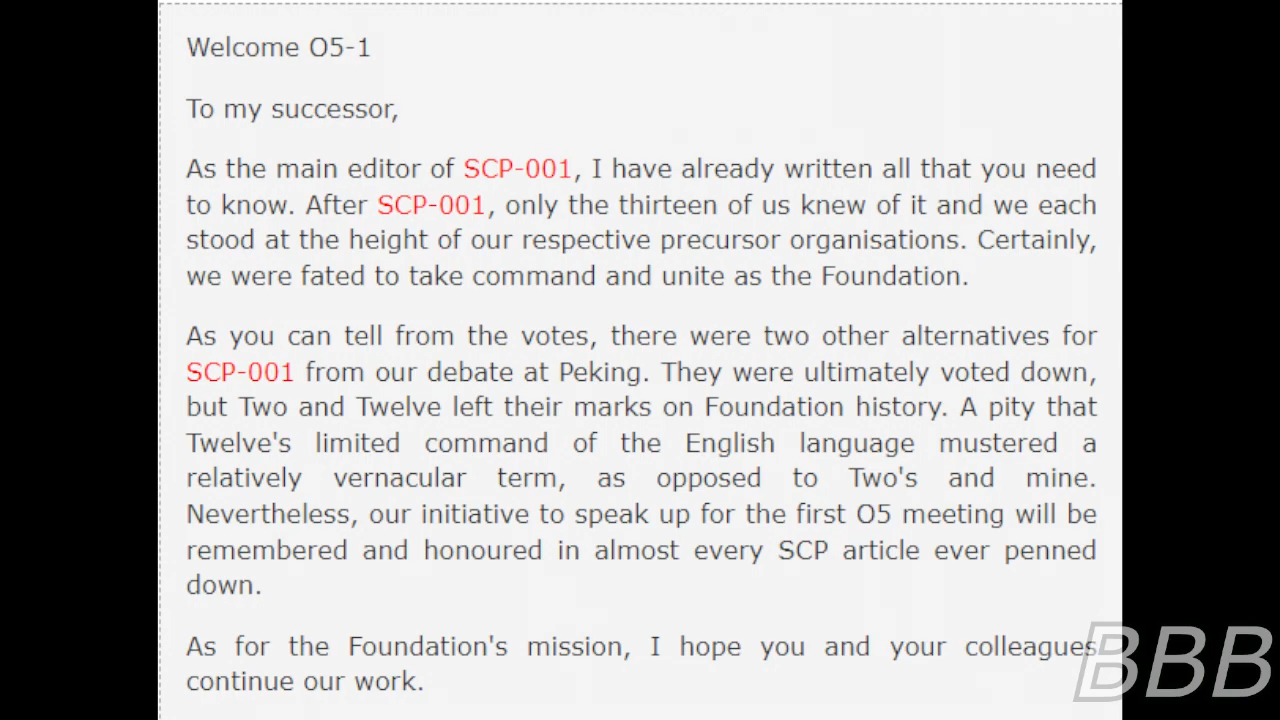 Welcome O5-1
To my successor,
As the main editor of SCP-001, I have already written all that you need
to know. After SCP-001, only the thirteen of us knew of it and we each
stood at the height of our respective precursor organisations. Certainly,
we were fated to take command and unite as the Foundation.
As you can tell from the votes, there were two other alternatives for
SCP-001 from our debate at Peking. They were ultimately voted down,
but Two and Twelve left their marks on Foundation history. A pity that
Twelve's limited command of the English language mustered a
relatively vernacular term, as opposed to Two's and mine.
Nevertheless, our initiative to speak up for the first O5 meeting will be
remembered and honoured in almost every SCP article ever penned
down.
As for the Foundation's mission, I hope you and your colleagues
continue our work.
BBB